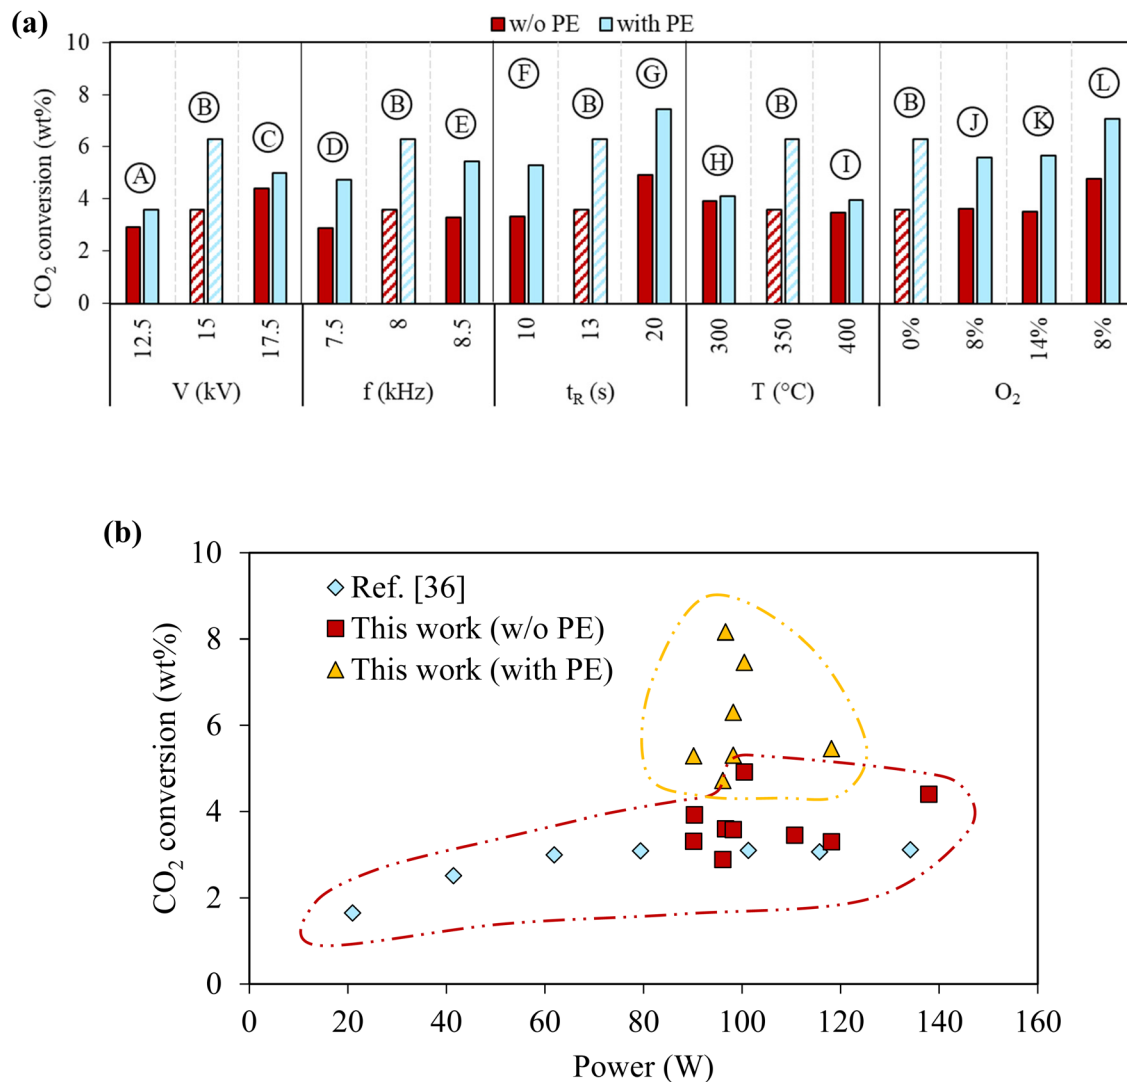 (a)
w/o PE with PE
CO₂ conversion (wt%)
10
8
6
4
2
0
A B C D B E F B G H B I B J K L
12.5 15 17.5 7.5 8 8.5 10 13 20 300 350 400 0% 8% 14% 8%
V (kV) f (kHz) t_R (s) T (°C) O₂
(b)
CO₂ conversion (wt%)
10
8
6
4
2
0
Ref. [36]
This work (w/o PE)
This work (with PE)
0 20 40 60 80 100 120 140 160
Power (W)